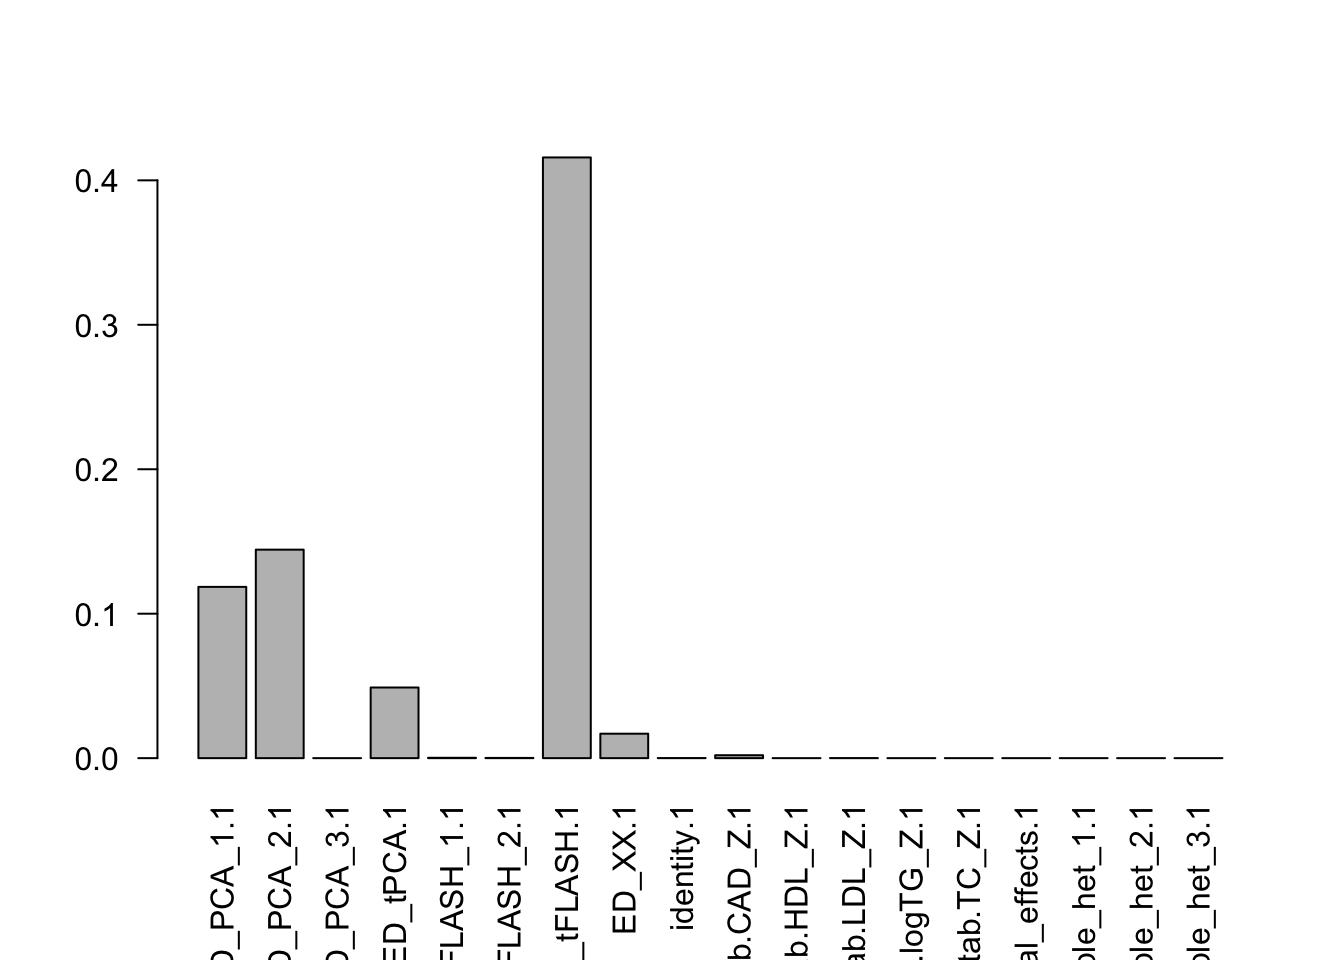 0.4
0.3
0.2
0.1
0.0
D_PCA_1.1
D_PCA_2.1
D_PCA_3.1
ED_tPCA.1
FLASH_1.1
FLASH_2.1
_tFLASH.1
ED_XX.1
identity.1
b.CAD_Z.1
b.HDL_Z.1
ab.LDL_Z.1
.logTG_Z.1
tab.TC_Z.1
al_effects.1
ple_het_1.1
ple_het_2.1
ple_het_3.1